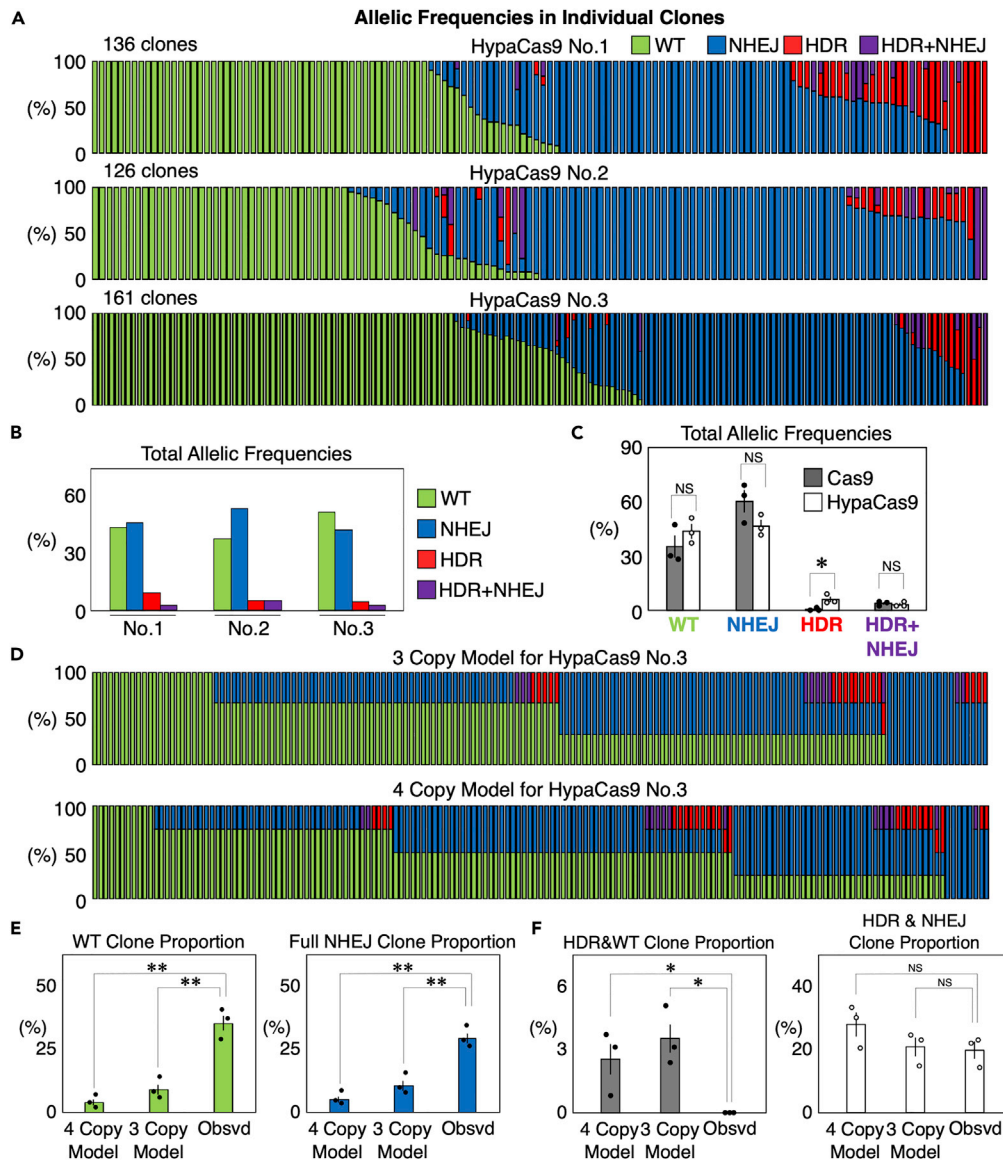 A
Allelic Frequencies in Individual Clones
136 clones
HypaCas9 No.1
WT
NHEJ
HDR
HDR+NHEJ
100
(%)
50
0
126 clones
HypaCas9 No.2
100
(%)
50
0
161 clones
HypaCas9 No.3
100
(%)
50
0
B
Total Allelic Frequencies
60
(%)
30
0
No.1
No.2
No.3
WT
NHEJ
HDR
HDR+NHEJ
C
Total Allelic Frequencies
90
60
(%)
30
0
NS
NS
*
NS
Cas9
HypaCas9
WT
NHEJ
HDR
HDR+
NHEJ
D
3 Copy Model for HypaCas9 No.3
100
(%)
50
0
4 Copy Model for HypaCas9 No.3
100
(%)
50
0
E
WT Clone Proportion
50
(%)
25
0
**
**
4 Copy
Model
3 Copy
Model
Obsvd
Full NHEJ Clone Proportion
50
(%)
25
0
**
**
4 Copy
Model
3 Copy
Model
Obsvd
F
HDR&WT Clone Proportion
6
(%)
3
0
*
*
4 Copy
Model
3 Copy
Model
Obsvd
HDR & NHEJ
Clone Proportion
40
(%)
20
0
NS
NS
4 Copy
Model
3 Copy
Model
Obsvd